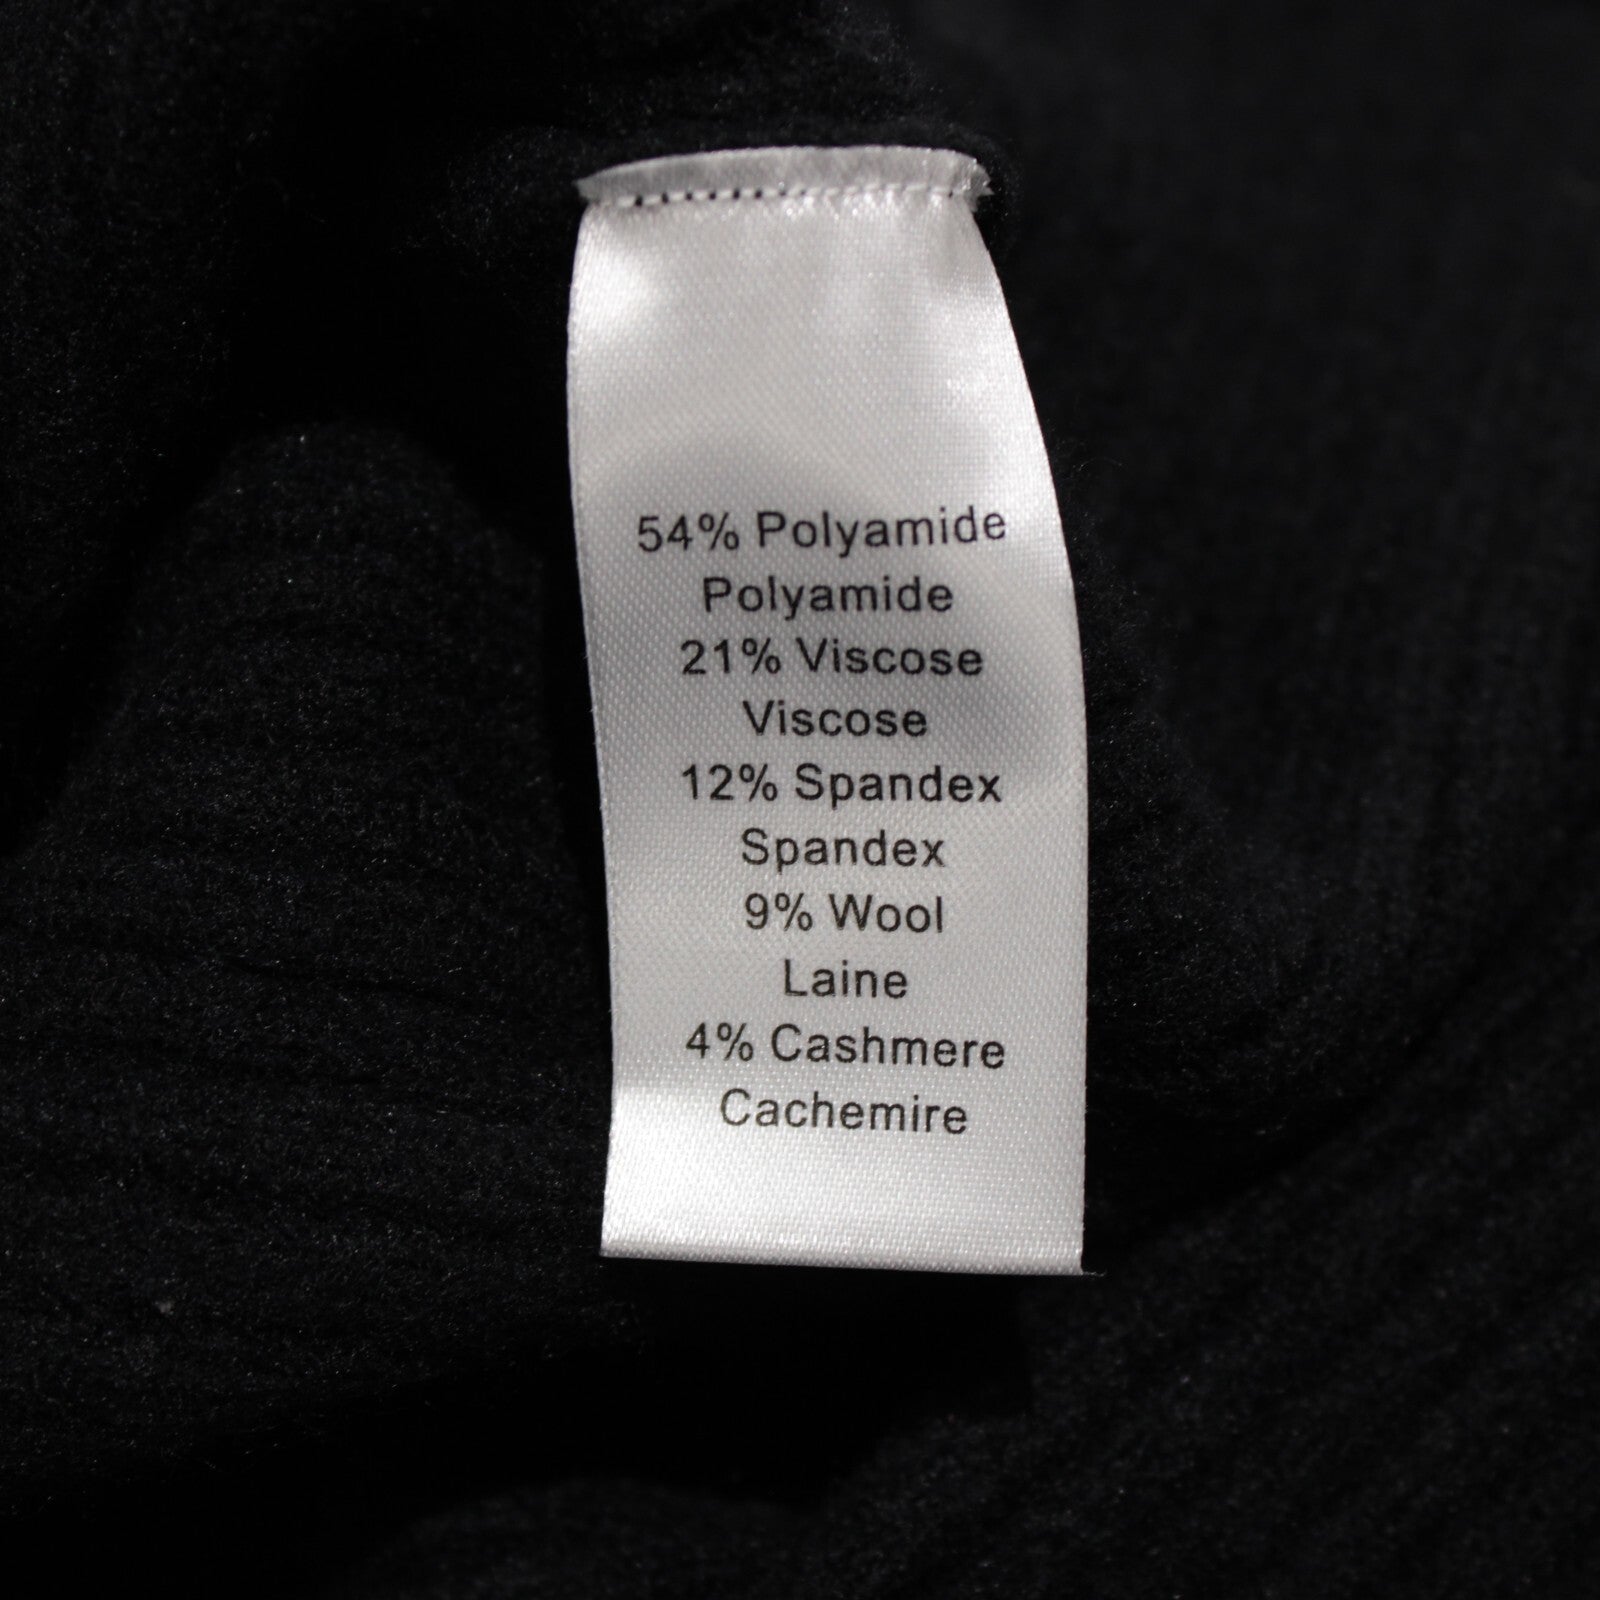 54% Polyamide
Polyamide
21% Viscose
Viscose
12% Spandex
Spandex
9% Wool
Laine
4% Cashmere
Cachemire